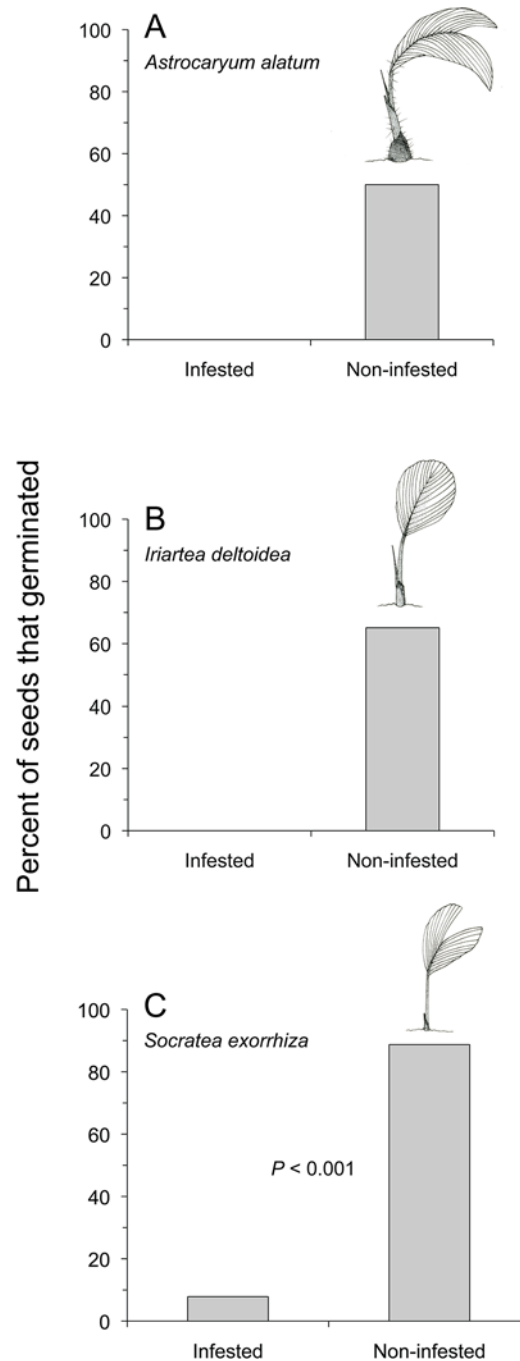 Percent of seeds that germinated
A
Astrocaryum alatum
100
80
60
40
20
0
Infested Non-infested
B
Iriartea deltoidea
100
80
60
40
20
0
Infested Non-infested
C
Socratea exorrhiza
100
80
60
40
20
0
P < 0.001
Infested Non-infested